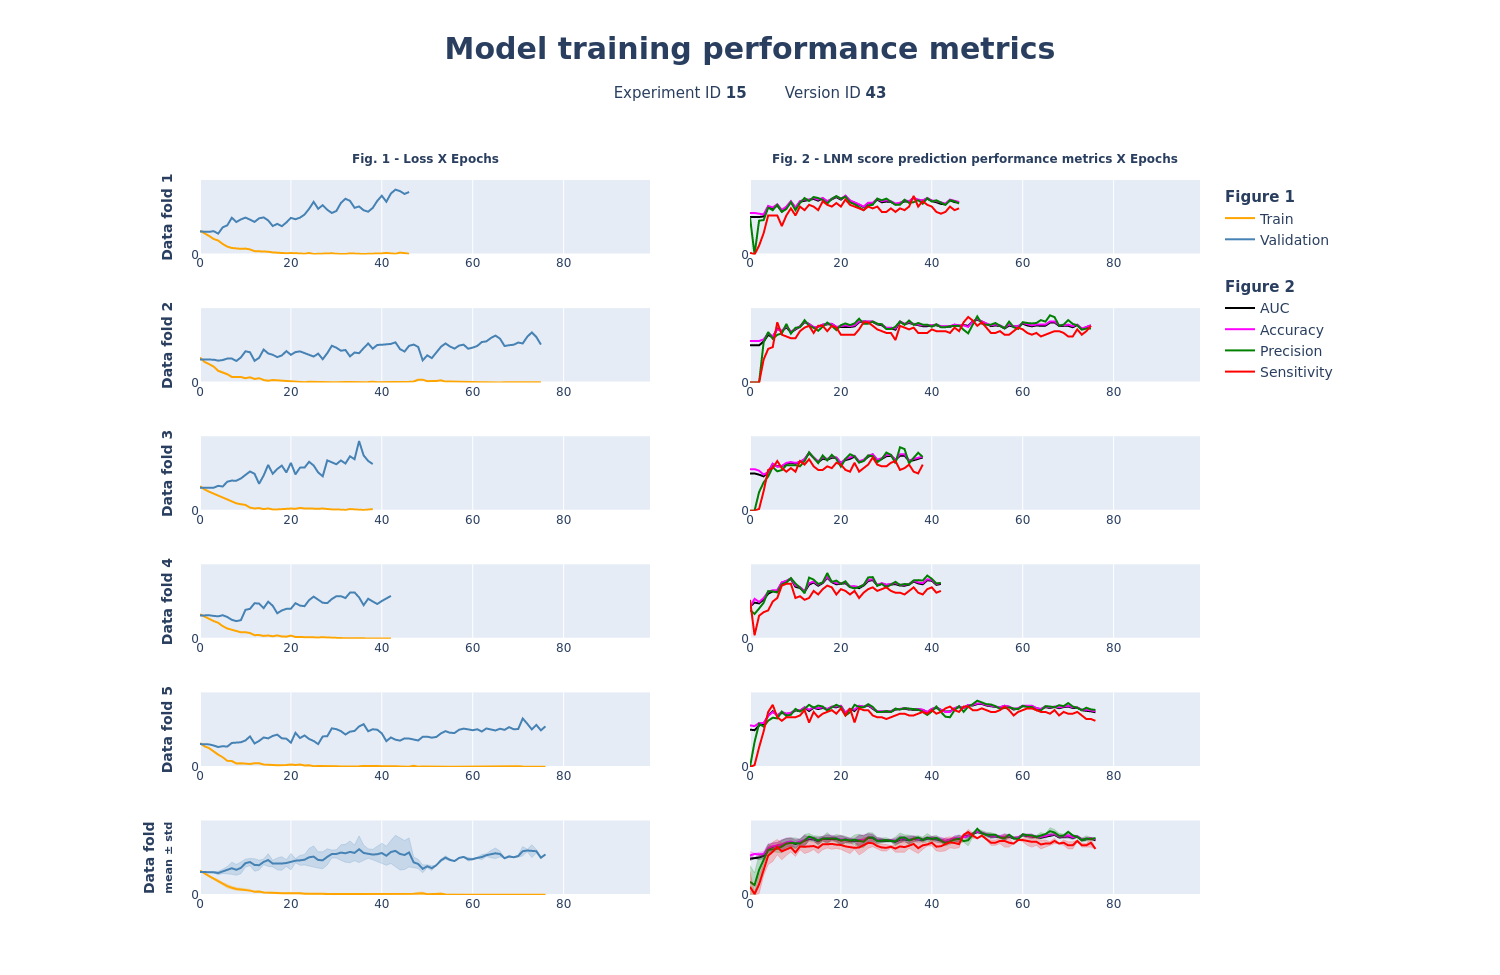 Model training performance metrics
Experiment ID 15 Version ID 43
Fig. 1 - Loss X Epochs
Fig. 2 - LNM score prediction performance metrics X Epochs
Data fold 1
0
0 20 40 60 80
0
0 20 40 60 80
Figure 1
Train
Validation
Figure 2
AUC
Accuracy
Precision
Sensitivity
Data fold 2
0
0 20 40 60 80
0
0 20 40 60 80
Data fold 3
0
0 20 40 60 80
0
0 20 40 60 80
Data fold 4
0
0 20 40 60 80
0
0 20 40 60 80
Data fold 5
0
0 20 40 60 80
0
0 20 40 60 80
Data fold
mean ± std
0
0 20 40 60 80
0
0 20 40 60 80